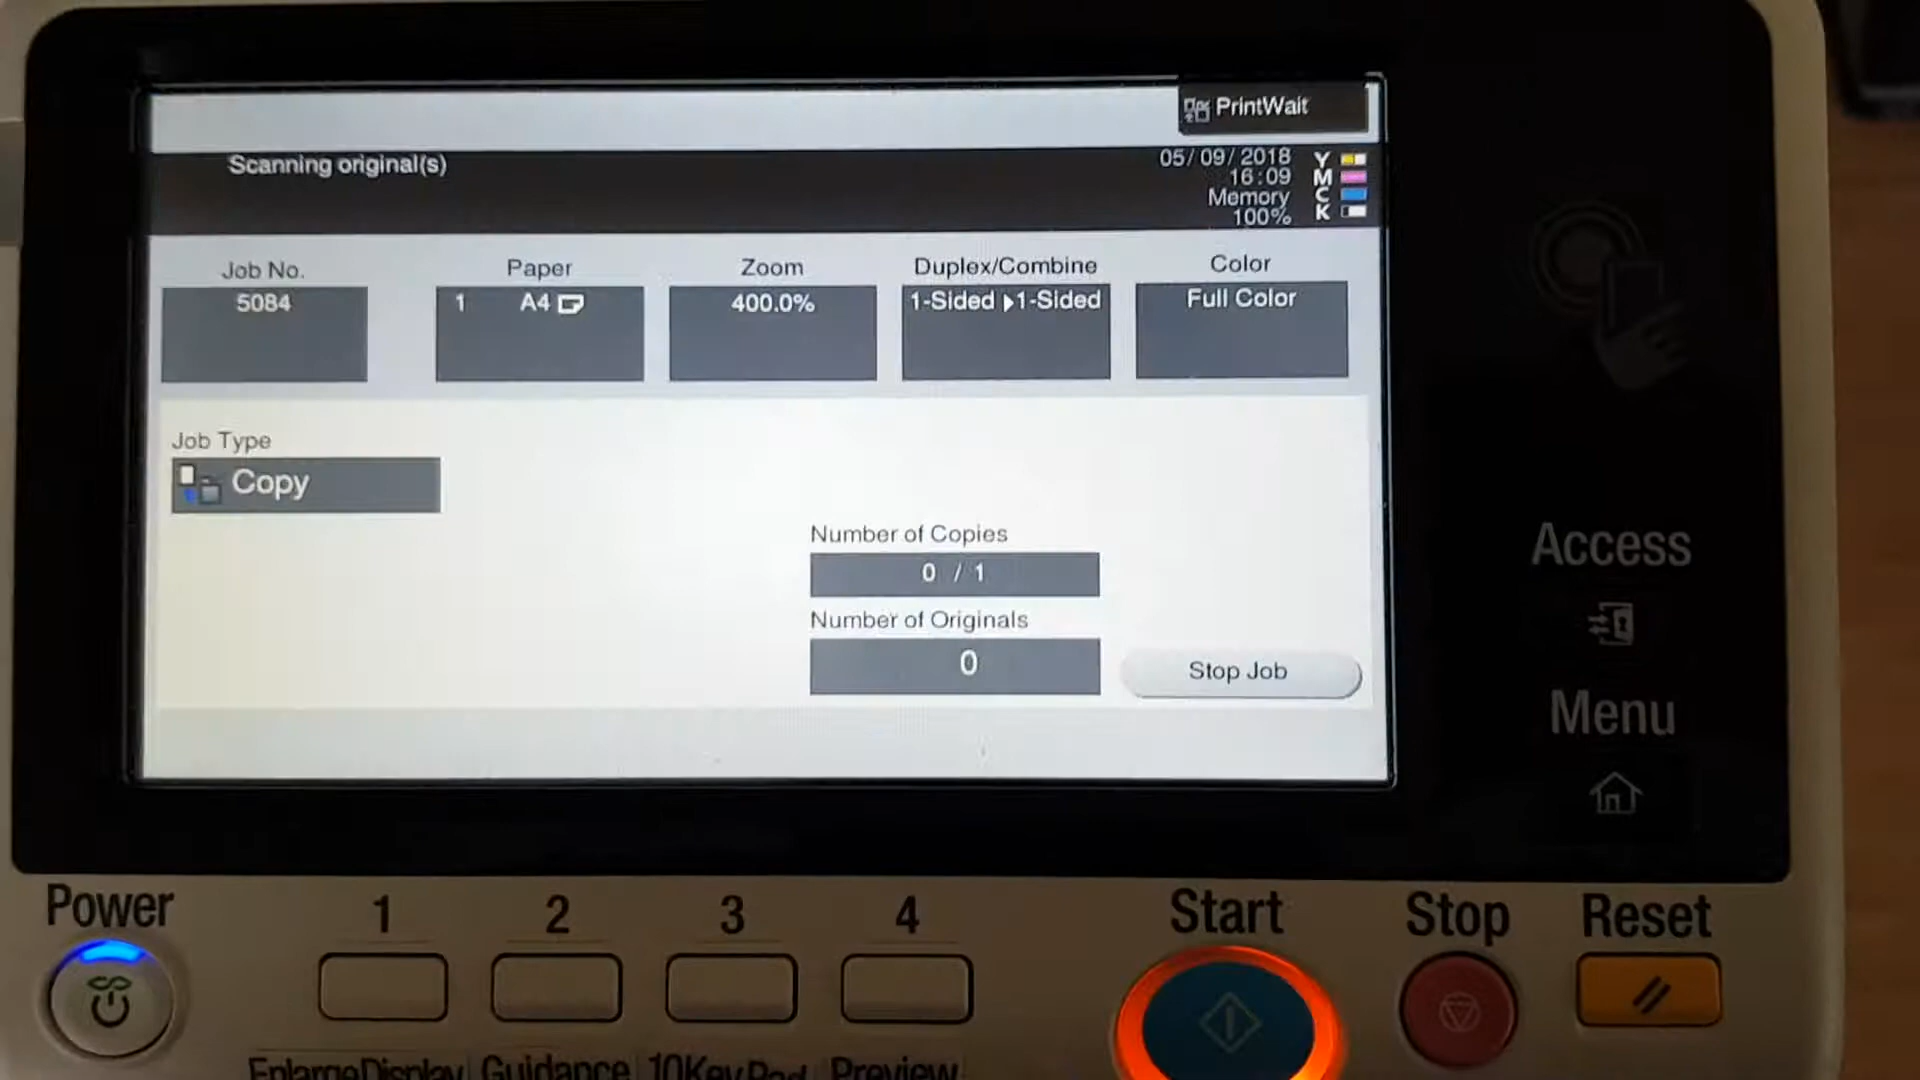 PrintWait
Scanning original(s)
05/09/2018
16:09
Memory
100%
Y
M
C
K
Job No.
5084
Paper
1 A4
Zoom
400.0%
Duplex/Combine
1-Sided ▶1-Sided
Color
Full Color
Job Type
Copy
Number of Copies
0 / 1
Number of Originals
0
Stop Job
Access
Menu
Power
1
2
3
4
Start
Stop
Reset
EnlargeDisplay
Guidance
10KeyPad
Preview